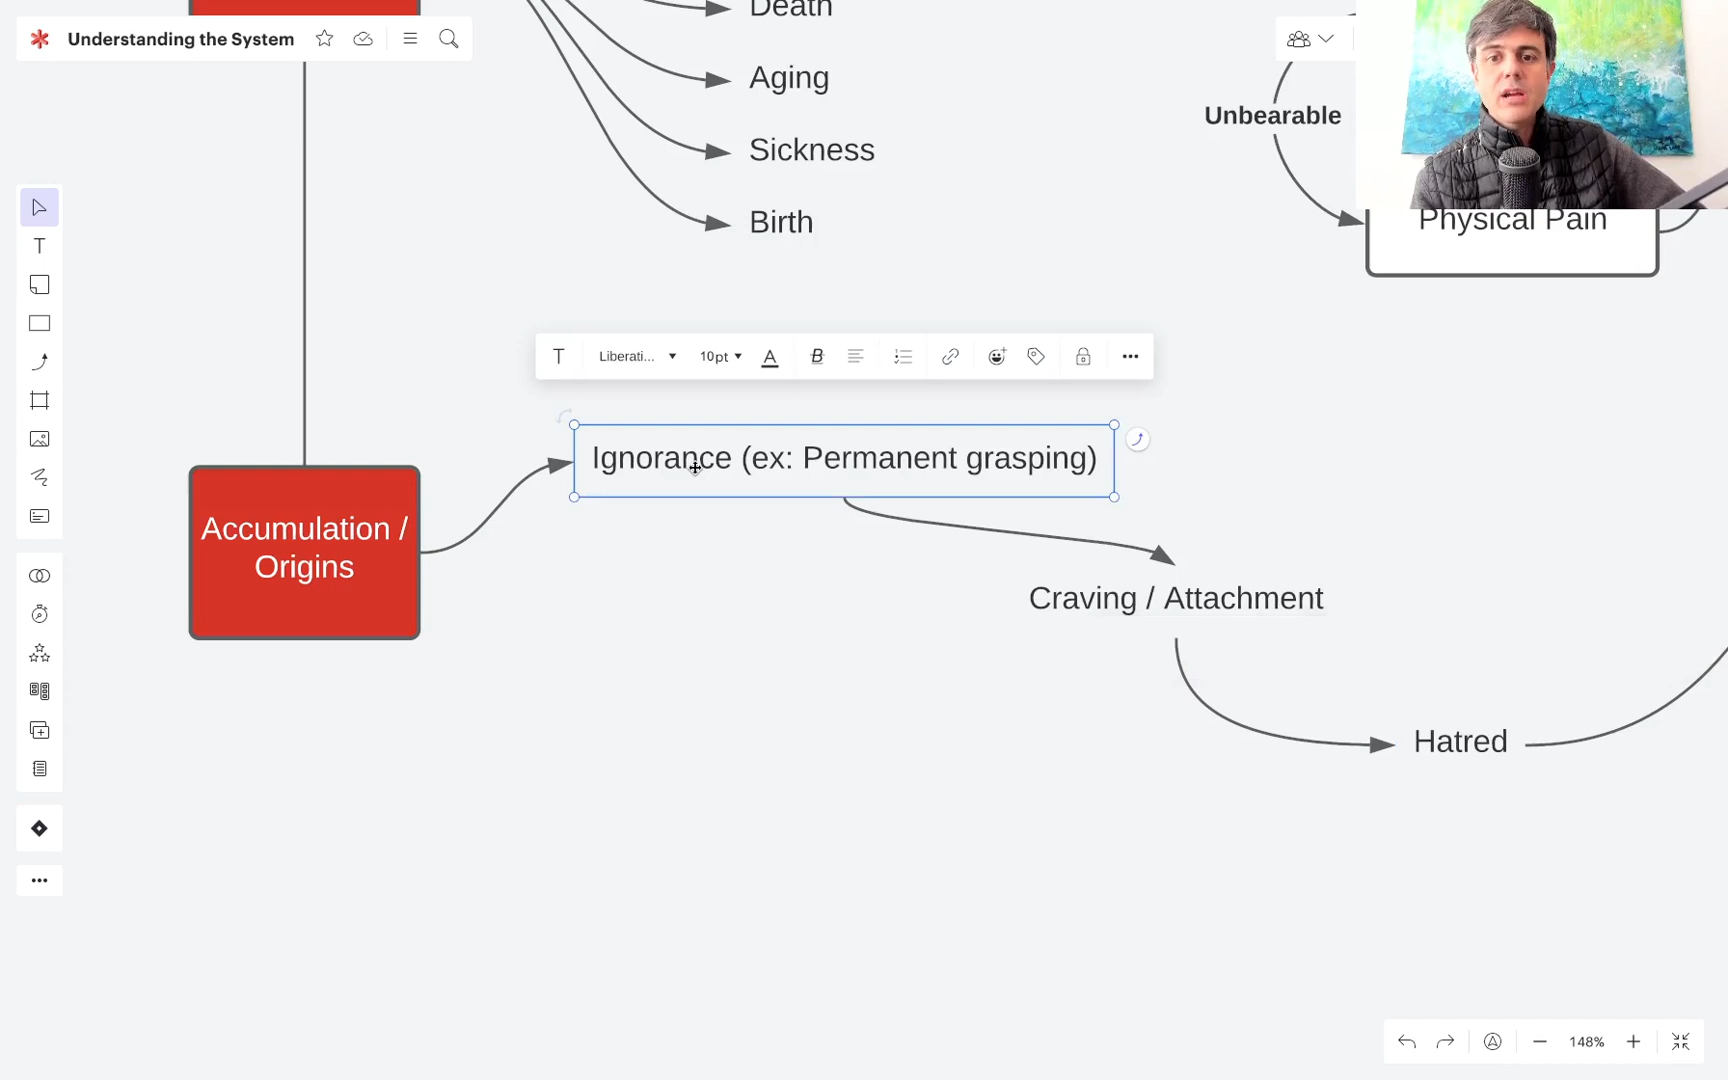 Death
Understanding the System
Aging
Unbearable
Sickness
Physical Pain
Birth
Liberati...
10pt
Ignorance (ex: Permanent grasping)
Accumulation /
Origins
Craving / Attachment
Hatred
148%